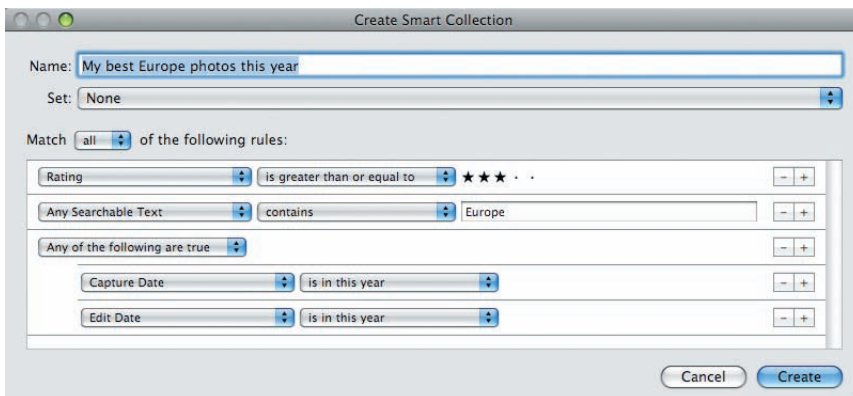 Create Smart Collection
Name: My best Europe photos this year
Set: None
Match all of the following rules:
Rating is greater than or equal to ★★★ · ·
Any Searchable Text contains Europe
Any of the following are true
Capture Date is in this year
Edit Date is in this year
Cancel Create